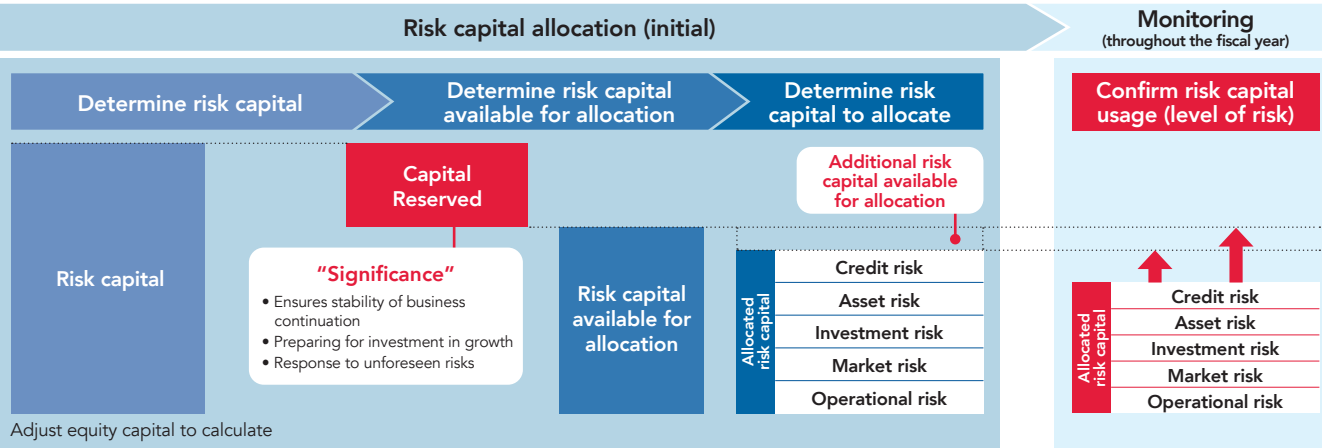 Risk capital allocation (initial)
Monitoring
(throughout the fiscal year)
Determine risk capital
Determine risk capital
available for allocation
Determine risk
capital to allocate
Confirm risk capital
usage (level of risk)
Risk capital
Capital
Reserved
"Significance"
• Ensures stability of business
continuation
• Preparing for investment in growth
• Response to unforeseen risks
Risk capital
available for
allocation
Additional risk
capital available
for allocation
Allocated
risk capital
Credit risk
Asset risk
Investment risk
Market risk
Operational risk
Allocated
risk capital
Credit risk
Asset risk
Investment risk
Market risk
Operational risk
Adjust equity capital to calculate